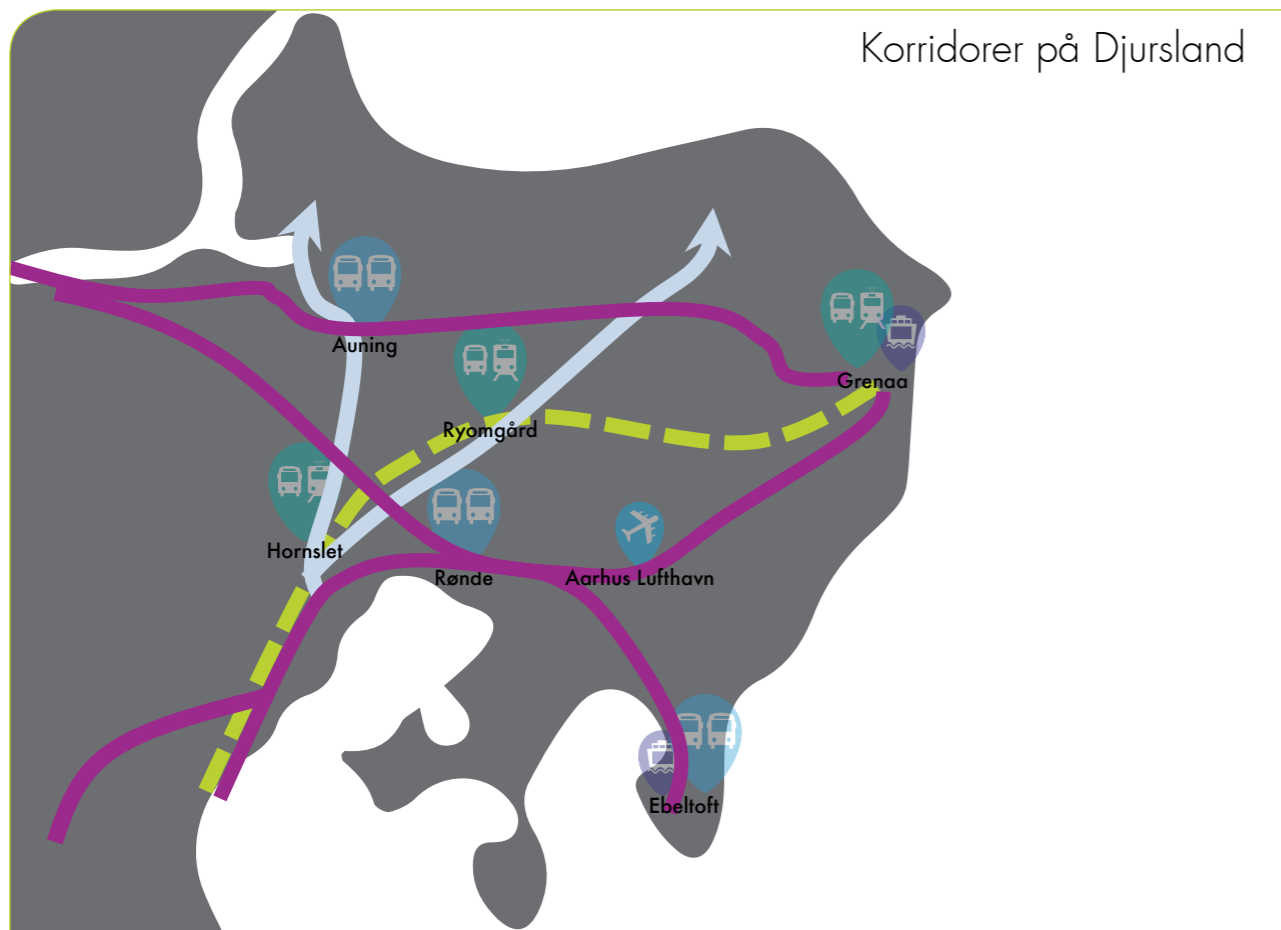 Korridorer på Djursland
Auning
Grenaa
Ryomgård
Hornslet
Rønde
Aarhus Lufthavn
Ebeltoft